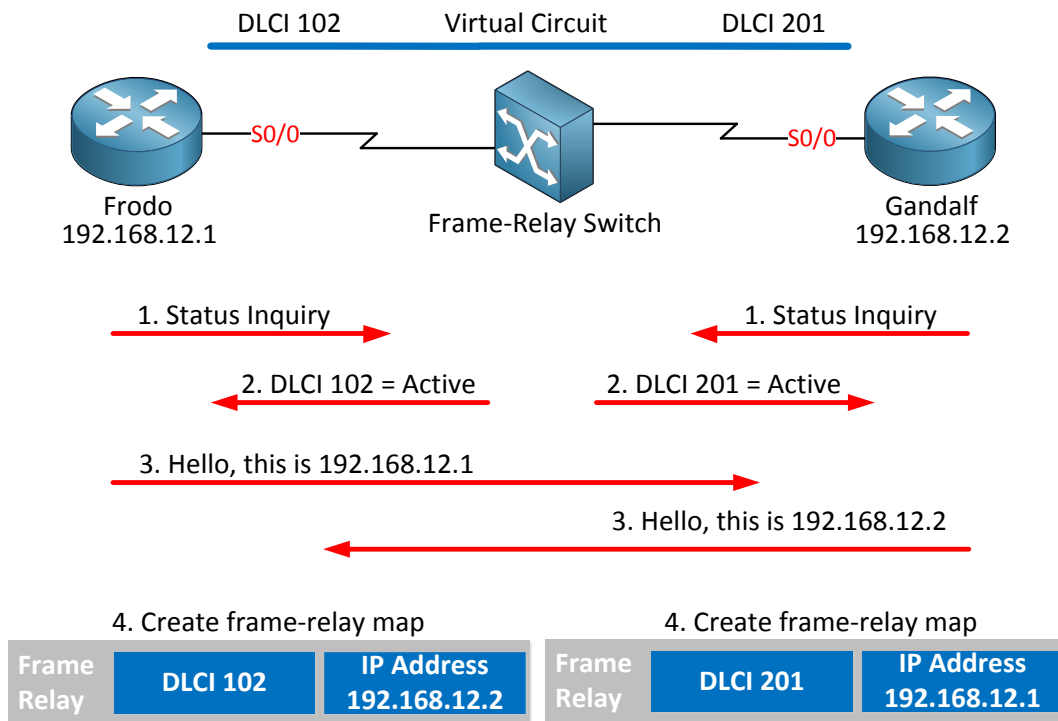 DLCI 102 Virtual Circuit DLCI 201
S0/0 S0/0
Frodo
192.168.12.1
Frame-Relay Switch
Gandalf
192.168.12.2
1. Status Inquiry 1. Status Inquiry
2. DLCI 102 = Active 2. DLCI 201 = Active
3. Hello, this is 192.168.12.1
3. Hello, this is 192.168.12.2
4. Create frame-relay map
Frame
Relay
DLCI 102
IP Address
192.168.12.2
4. Create frame-relay map
Frame
Relay
DLCI 201
IP Address
192.168.12.1